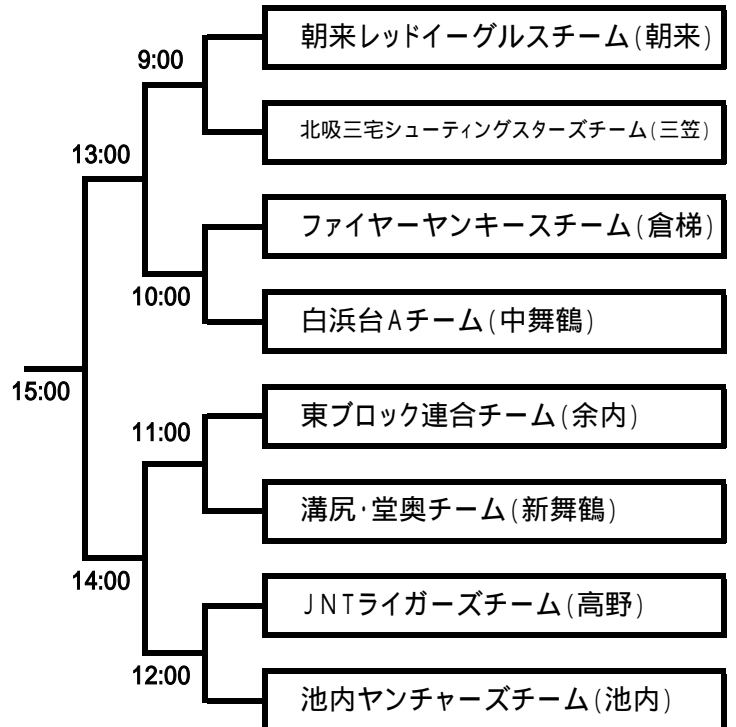 9:00
朝来レッドイーグルスチーム(朝来)
北吸三宅シューティングスターズチーム(三笠)
13:00
ファイヤーヤンキースチーム(倉梯)
10:00
白浜台Aチーム(中舞鶴)
15:00
11:00
東ブロック連合チーム(余内)
溝尻・堂奥チーム(新舞鶴)
14:00
JNTライガーズチーム(高野)
12:00
池内ヤンチャーズチーム(池内)